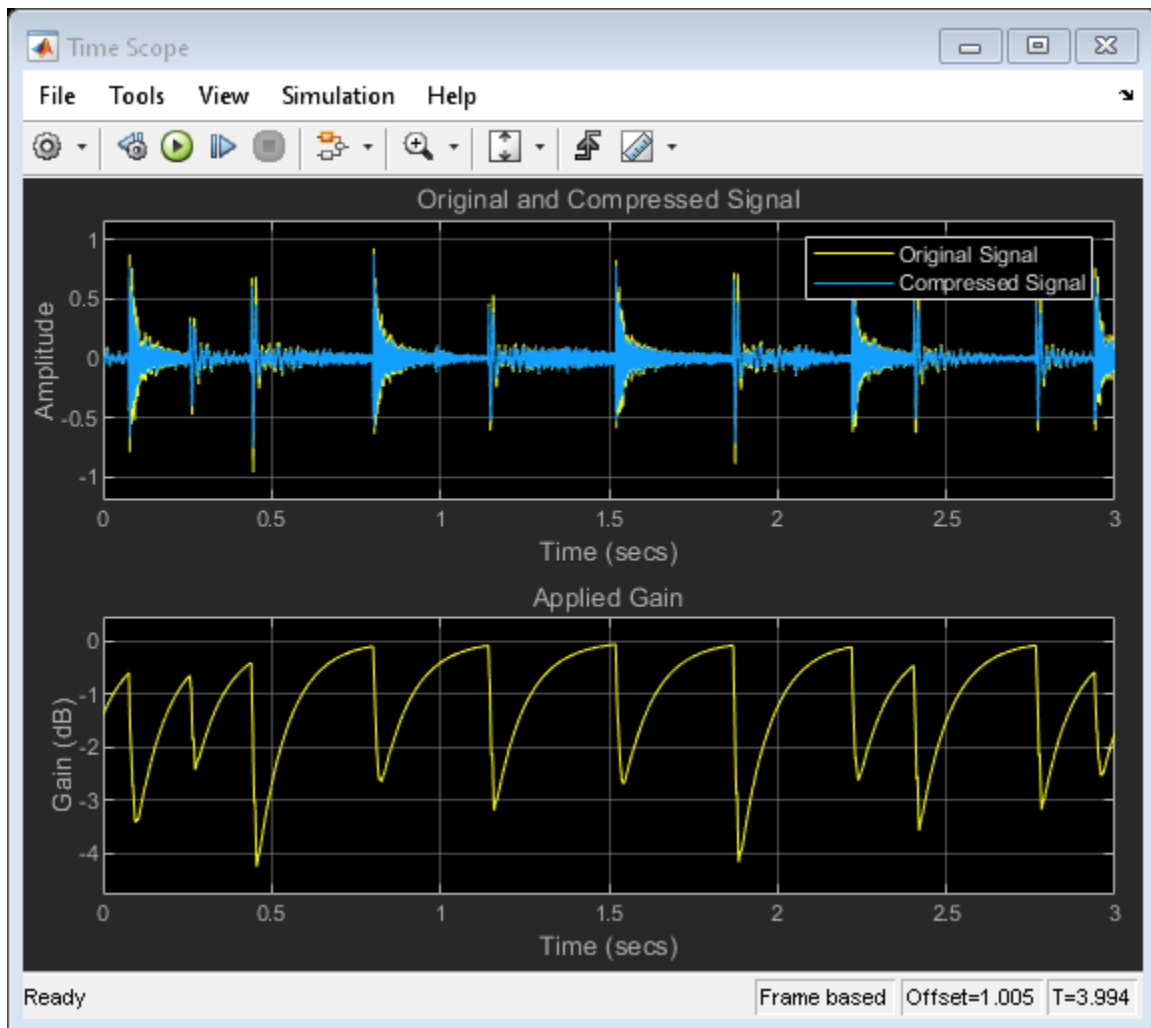 Time Scope
File Tools View Simulation Help
Original and Compressed Signal
Original Signal
Compressed Signal
Amplitude
1
0.5
0
-0.5
-1
0 0.5 1 1.5 2 2.5 3
Time (secs)
Applied Gain
Gain (dB)
0
-1
-2
-3
-4
0 0.5 1 1.5 2 2.5 3
Time (secs)
Ready Frame based Offset=1.005 T=3.994